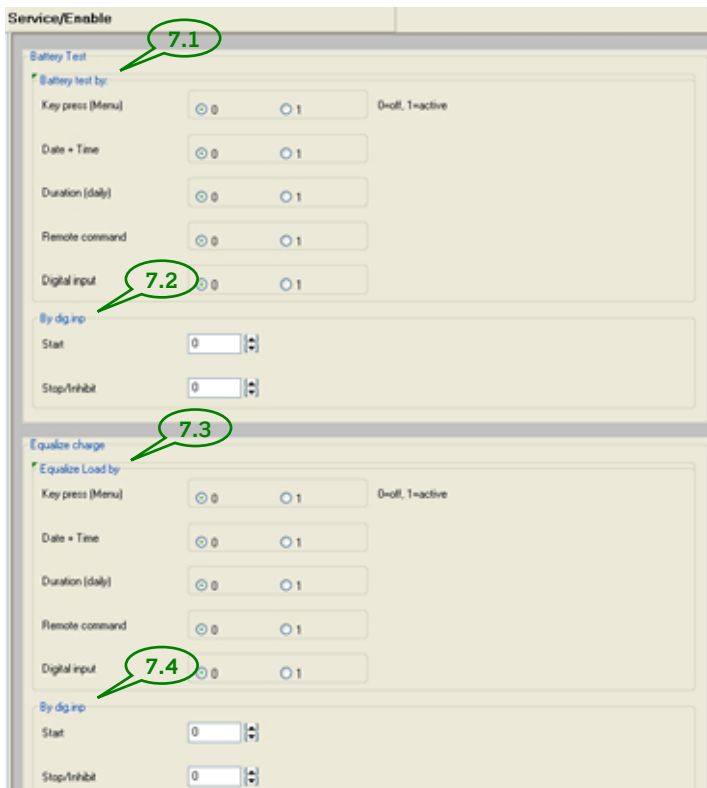 Service/Enable
7.1
Battery Test
Battery test by:
Key press (Menu) 0 1 0=off, 1=active
Date + Time 0 1
Duration (daily) 0 1
Remote command 0 1
Digital input 0 1
7.2
By dig.inp
Start 0
Stop/Inhibit 0
7.3
Equalize charge
Equalize Load by
Key press (Menu) 0 1 0=off, 1=active
Date + Time 0 1
Duration (daily) 0 1
Remote command 0 1
Digital input 0 1
7.4
By dig.inp
Start 0
Stop/Inhibit 0